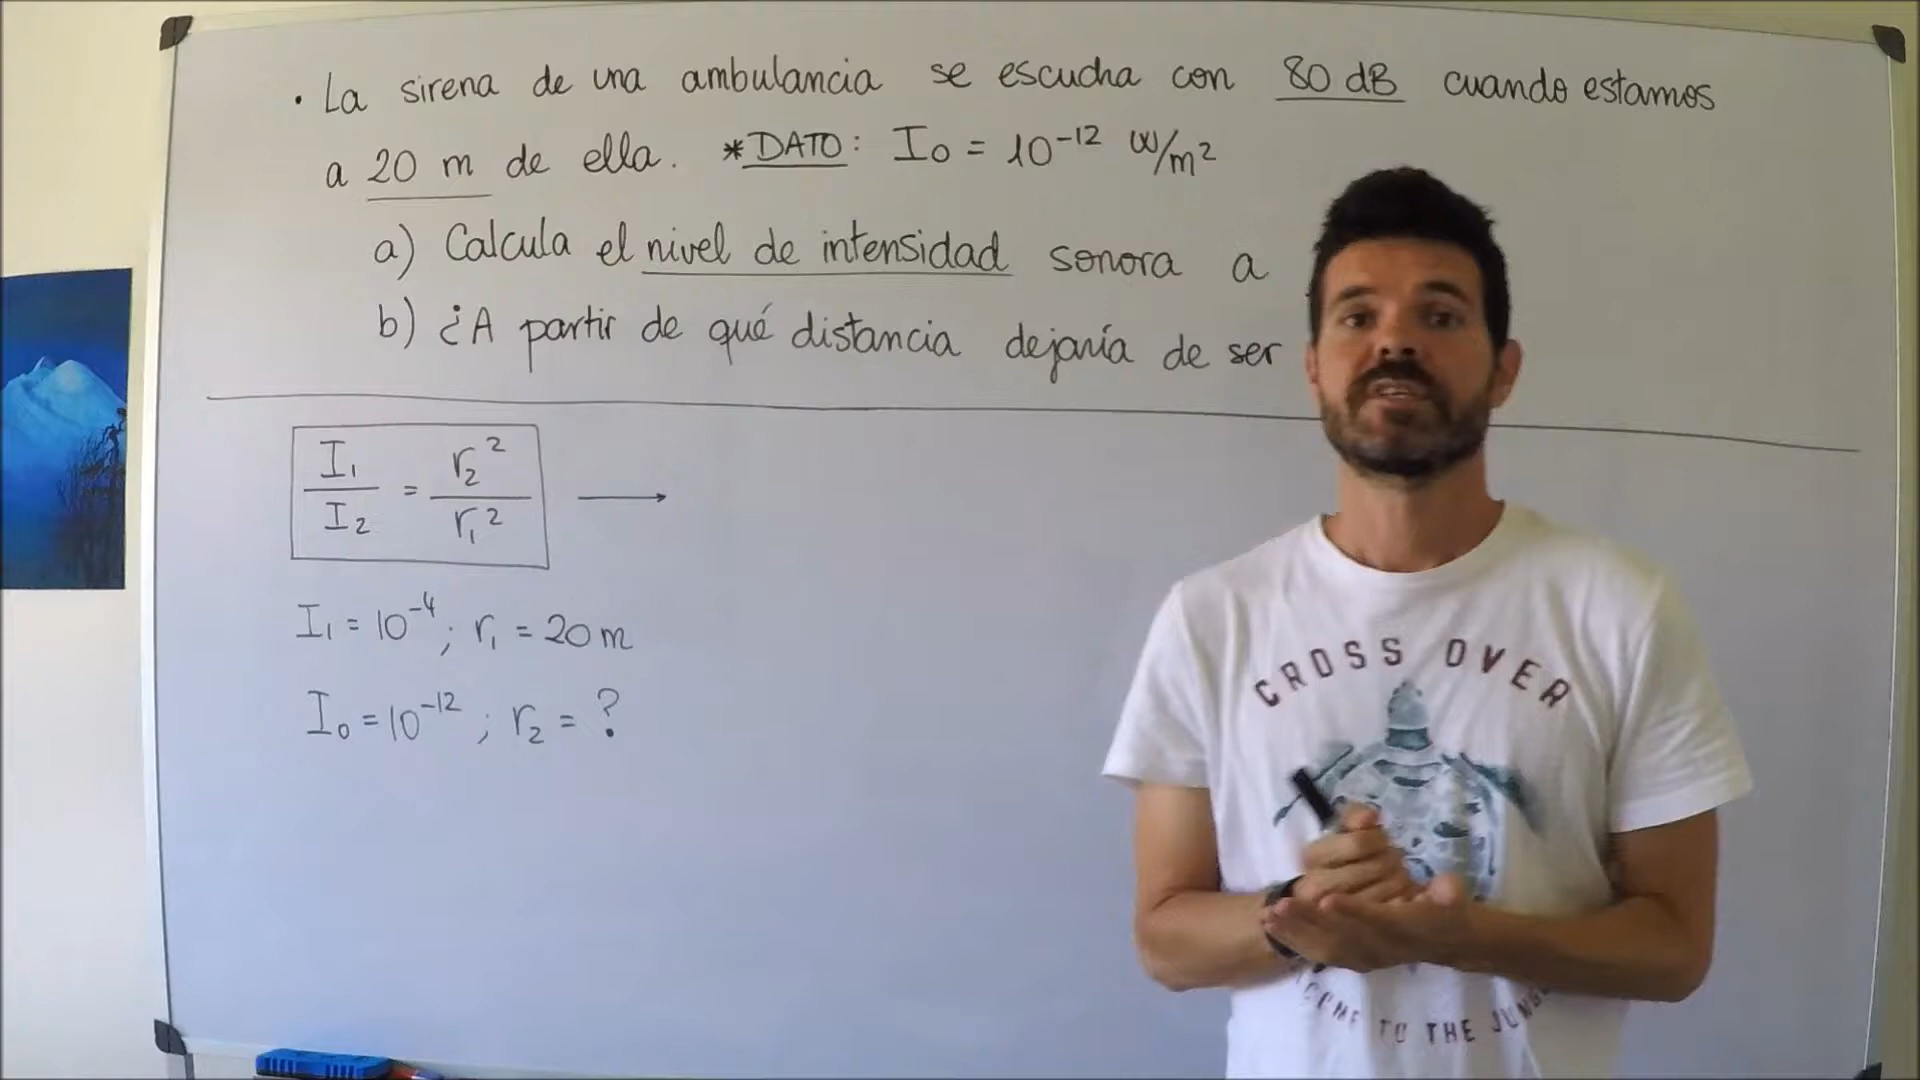 · La sirena de una ambulancia se escucha con 80 dB cuando estamos
a 20 m de ella. *DATO: I₀ = 10⁻¹² W/m²
a) Calcula el nivel de intensidad sonora a
b) ¿A partir de qué distancia dejaría de ser
I₁/I₂ = r₂²/r₁² →
I₁ = 10⁻⁴; r₁ = 20 m
I₀ = 10⁻¹²; r₂ = ?
CROSS OVER
TO THE